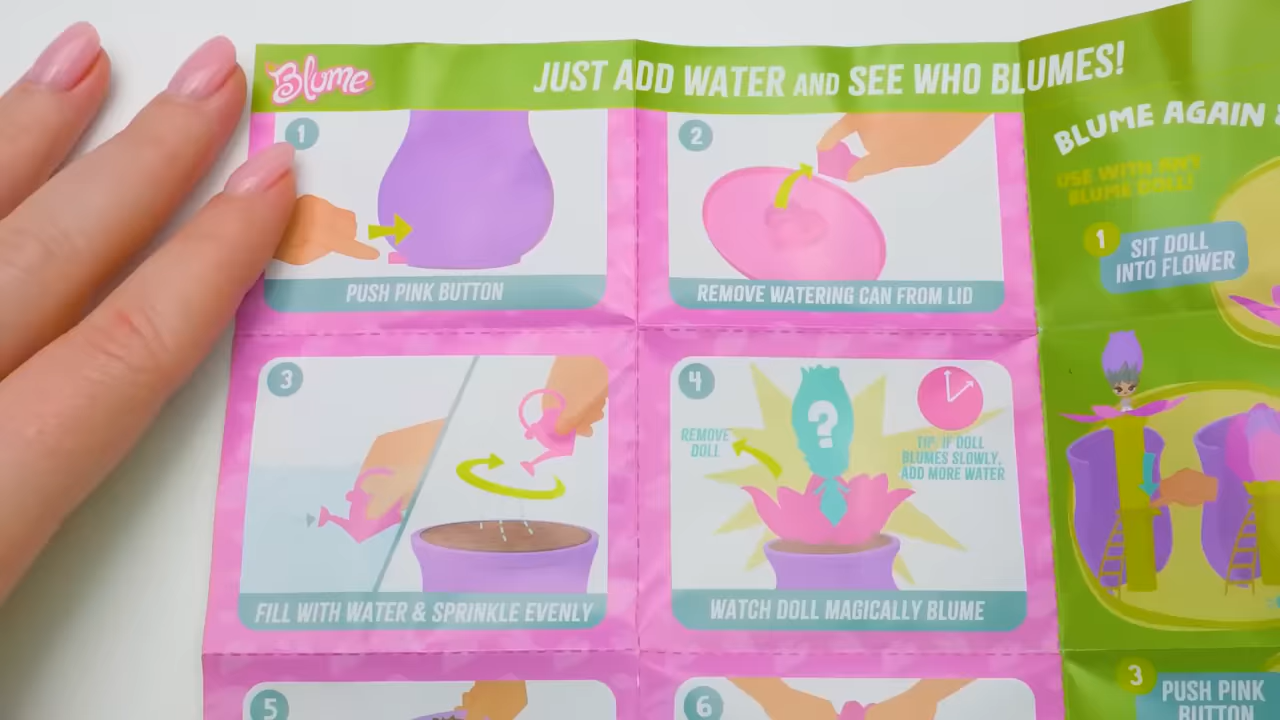 Blume
JUST ADD WATER AND SEE WHO BLUMES!
1
PUSH PINK BUTTON
2
REMOVE WATERING CAN FROM LID
3
FILL WITH WATER & SPRINKLE EVENLY
4
REMOVE
DOLL
?
TIP: IF DOLL
BLUMES SLOWLY,
ADD MORE WATER
WATCH DOLL MAGICALLY BLUME
5
6
BLUME AGAIN &
USE WITH ANY
BLUME DOLL!
1
SIT DOLL
INTO FLOWER
3
PUSH PINK
BUTTON